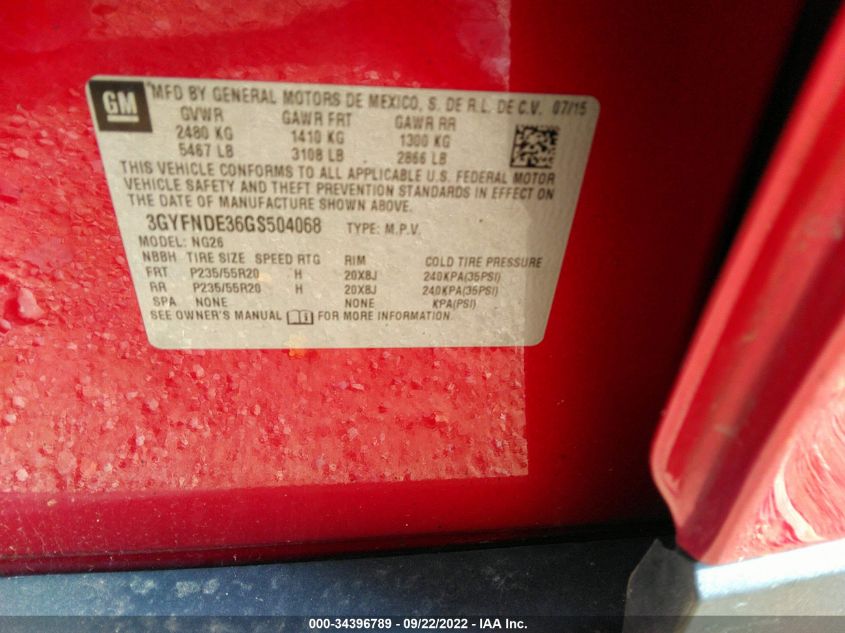 GM
MFD BY GENERAL MOTORS DE MEXICO, S. DE R.L. DE C.V. 07/15
GVWR GAWR FRT GAWR RR
2480 KG 1410 KG 1300 KG
5467 LB 3108 LB 2866 LB
THIS VEHICLE CONFORMS TO ALL APPLICABLE U.S. FEDERAL MOTOR
VEHICLE SAFETY AND THEFT PREVENTION STANDARDS IN EFFECT ON
THE DATE OF MANUFACTURE SHOWN ABOVE.
3GYFNDE36GS504068 TYPE: M.P.V.
MODEL: NG26
NBBH TIRE SIZE SPEED RTG RIM COLD TIRE PRESSURE
FRT P235/55R20 H 20X8J 240KPA(35PSI)
RR P235/55R20 H 20X8J 240KPA(35PSI)
SPA NONE NONE KPA(PSI)
SEE OWNER'S MANUAL FOR MORE INFORMATION.
000-34396789 - 09/22/2022 - IAA Inc.